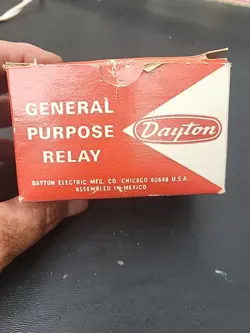 GENERAL
PURPOSE
RELAY
Dayton
DAYTON ELECTRIC MFG. CO. CHICAGO 60648 U.S.A.
ASSEMBLED IN MEXICO